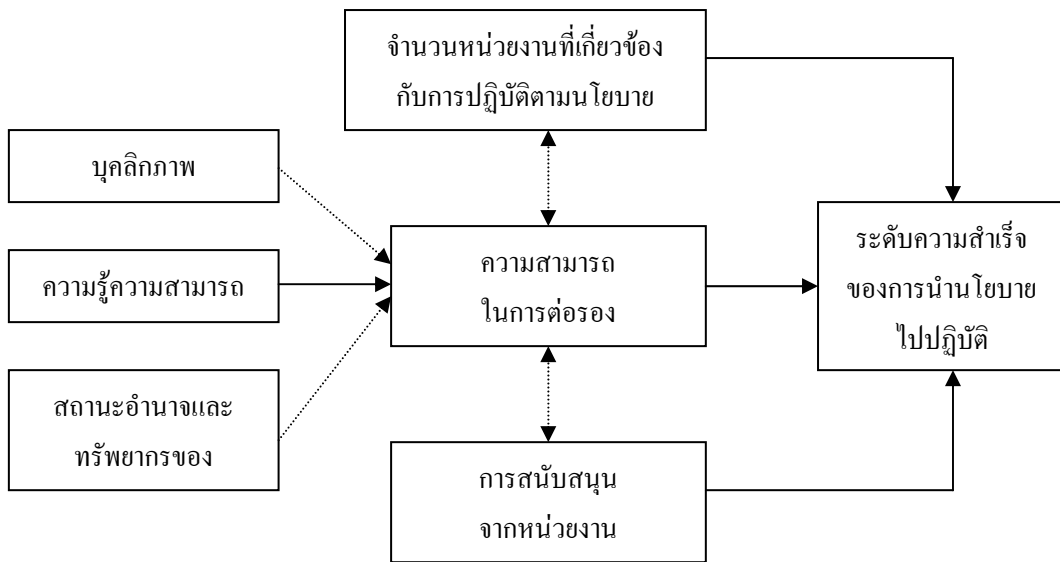 จำนวนหน่วยงานที่เกี่ยวข้อง
กับการปฏิบัติตามนโยบาย
บุคลิกภาพ
ความรู้ความสามารถ
สถานะอำนาจและ
ทรัพยากรของ
ความสามารถ
ในการต่อรอง
การสนับสนุน
จากหน่วยงาน
ระดับความสำเร็จ
ของการนำนโยบาย
ไปปฏิบัติ